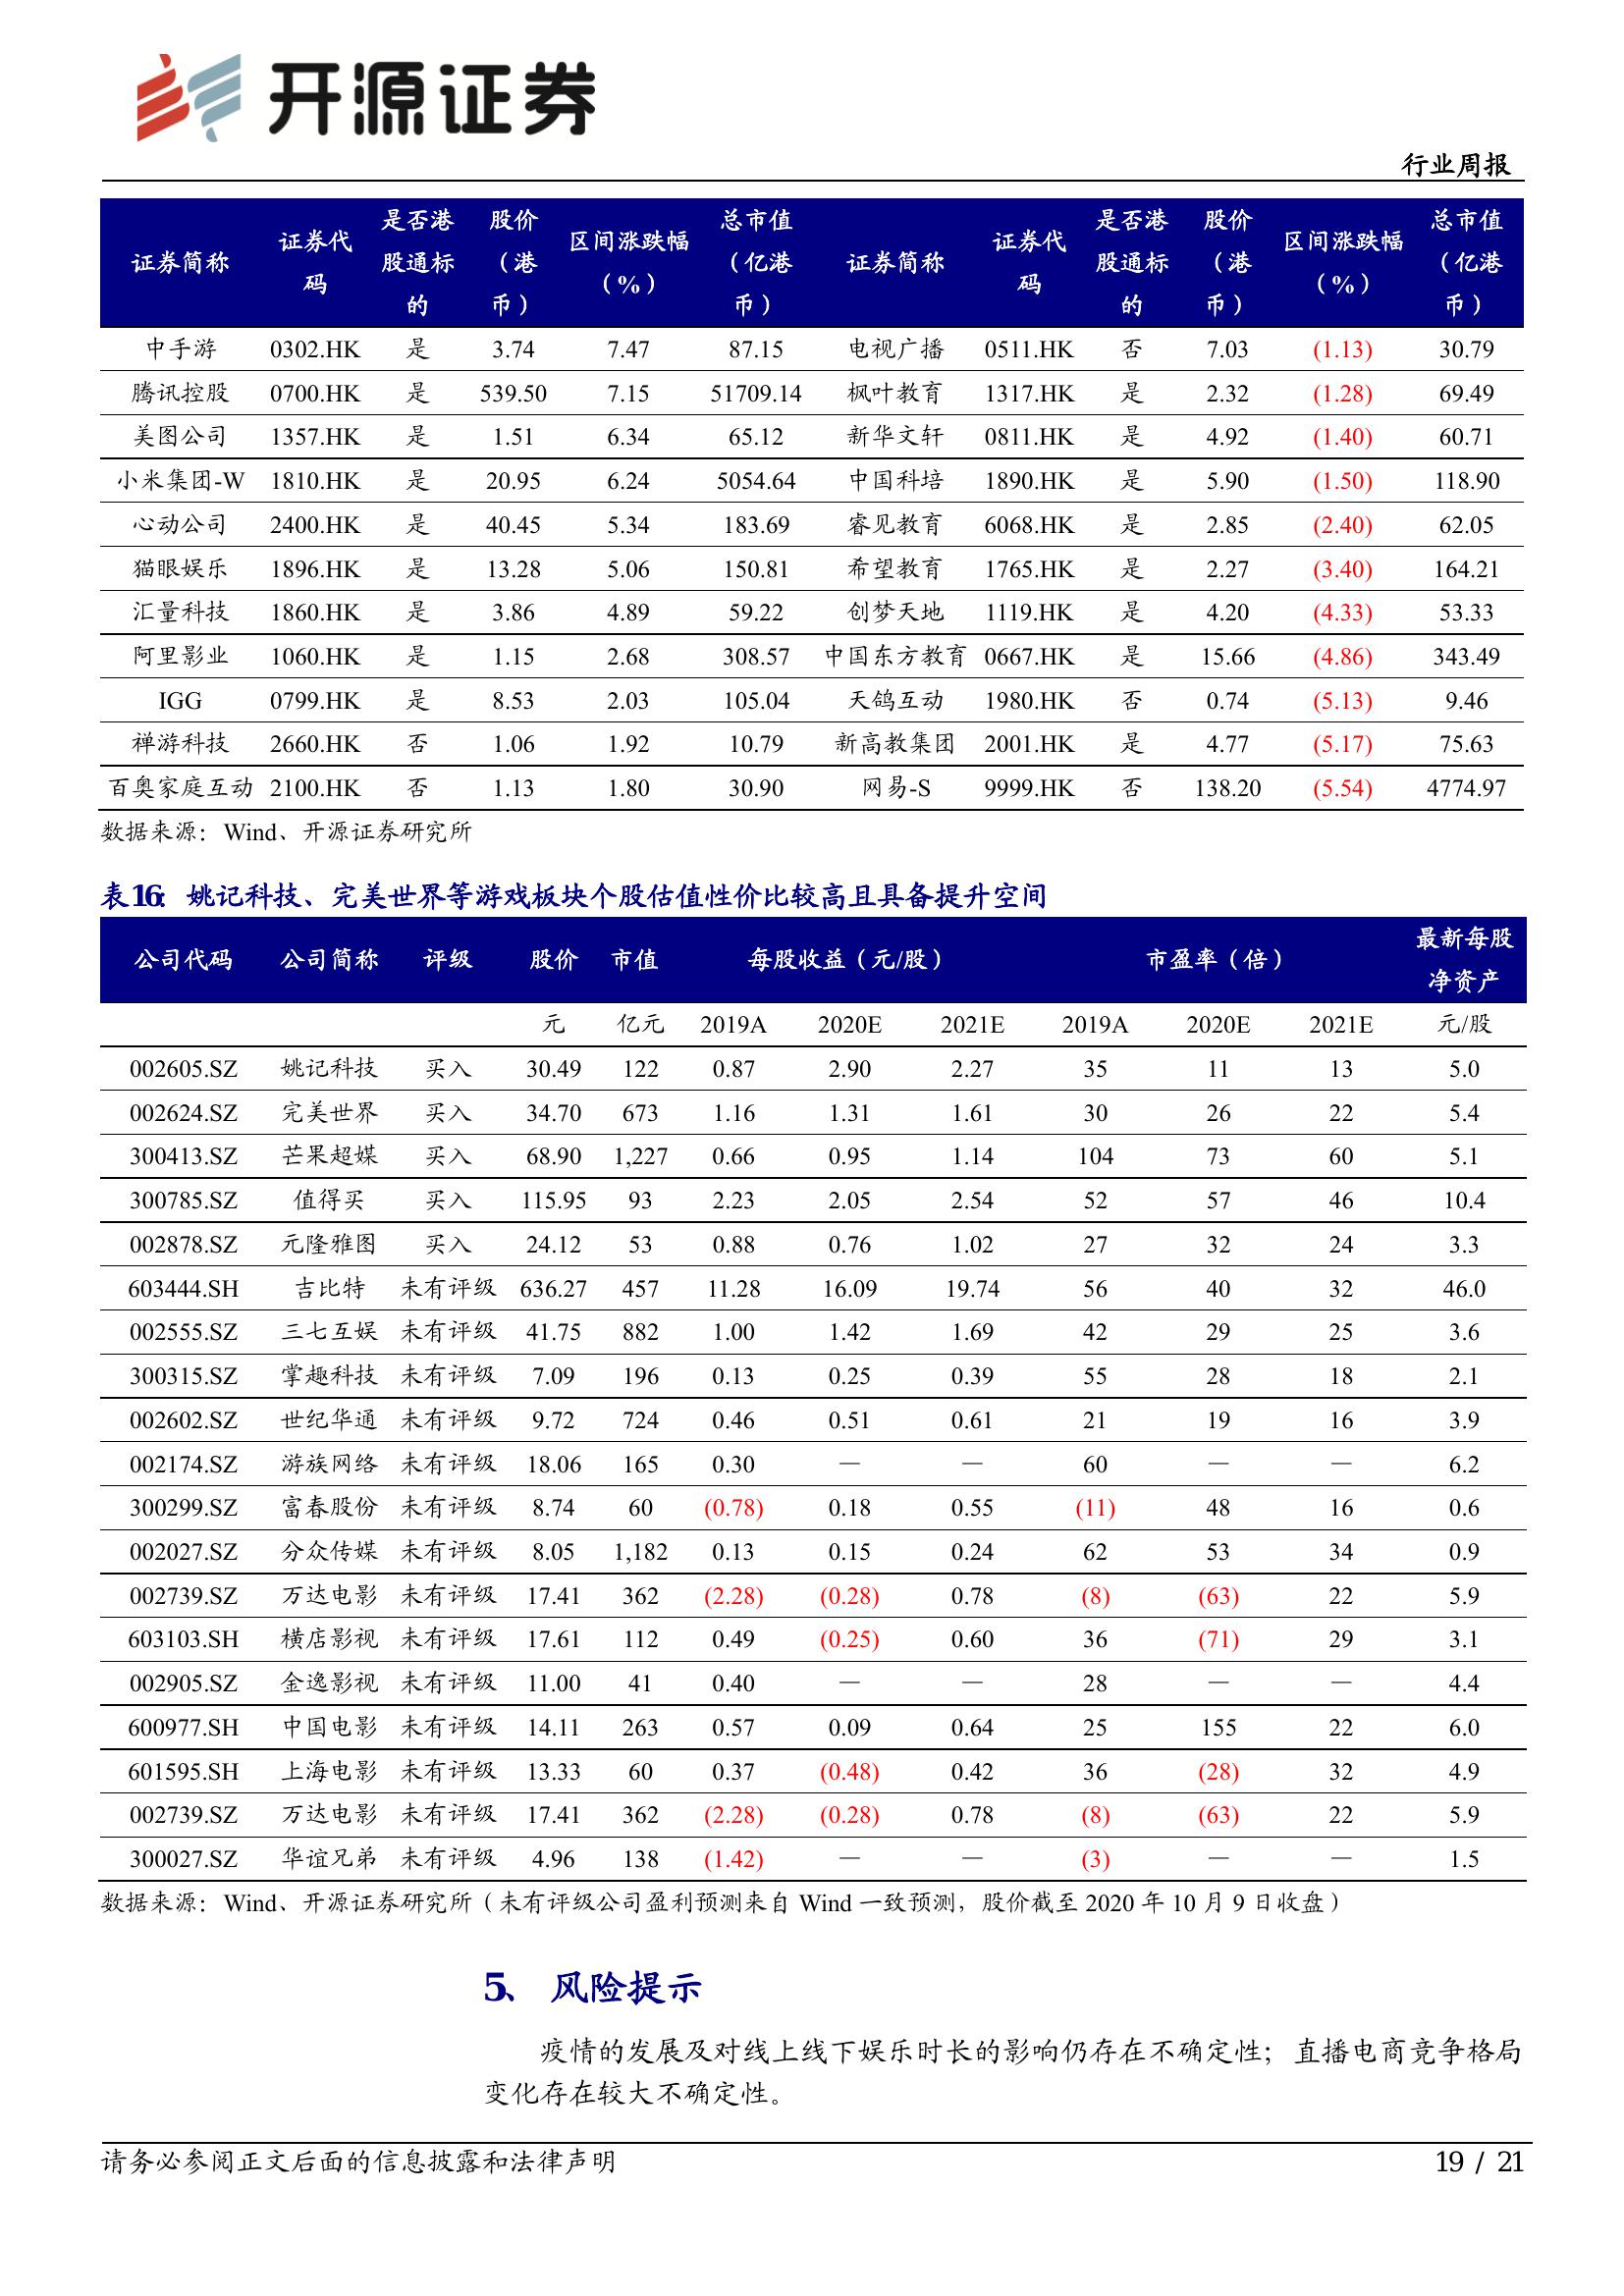 开源证券
行业周报
证券简称 证券代码 是否港股通标的 股价（港币） 区间涨跌幅（%） 总市值（亿港币） 证券简称 证券代码 是否港股通标的 股价（港币） 区间涨跌幅（%） 总市值（亿港币）
中手游 0302.HK 是 3.74 7.47 87.15 电视广播 0511.HK 否 7.03 (1.13) 30.79
腾讯控股 0700.HK 是 539.50 7.15 51709.14 枫叶教育 1317.HK 是 2.32 (1.28) 69.49
美图公司 1357.HK 是 1.51 6.34 65.12 新华文轩 0811.HK 是 4.92 (1.40) 60.71
小米集团-W 1810.HK 是 20.95 6.24 5054.64 中国科培 1890.HK 是 5.90 (1.50) 118.90
心动公司 2400.HK 是 40.45 5.34 183.69 睿见教育 6068.HK 是 2.85 (2.40) 62.05
猫眼娱乐 1896.HK 是 13.28 5.06 150.81 希望教育 1765.HK 是 2.27 (3.40) 164.21
汇量科技 1860.HK 是 3.86 4.89 59.22 创梦天地 1119.HK 是 4.20 (4.33) 53.33
阿里影业 1060.HK 是 1.15 2.68 308.57 中国东方教育 0667.HK 是 15.66 (4.86) 343.49
IGG 0799.HK 是 8.53 2.03 105.04 天鸽互动 1980.HK 否 0.74 (5.13) 9.46
禅游科技 2660.HK 否 1.06 1.92 10.79 新高教集团 2001.HK 是 4.77 (5.17) 75.63
百奥家庭互动 2100.HK 否 1.13 1.80 30.90 网易-S 9999.HK 否 138.20 (5.54) 4774.97
数据来源：Wind、开源证券研究所
表16：姚记科技、完美世界等游戏板块个股估值性价比较高且具备提升空间
公司代码 公司简称 评级 股价 市值 每股收益（元/股） 市盈率（倍） 最新每股净资产
元 亿元 2019A 2020E 2021E 2019A 2020E 2021E 元/股
002605.SZ 姚记科技 买入 30.49 122 0.87 2.90 2.27 35 11 13 5.0
002624.SZ 完美世界 买入 34.70 673 1.16 1.31 1.61 30 26 22 5.4
300413.SZ 芒果超媒 买入 68.90 1,227 0.66 0.95 1.14 104 73 60 5.1
300785.SZ 值得买 买入 115.95 93 2.23 2.05 2.54 52 57 46 10.4
002878.SZ 元隆雅图 买入 24.12 53 0.88 0.76 1.02 27 32 24 3.3
603444.SH 吉比特 未有评级 636.27 457 11.28 16.09 19.74 56 40 32 46.0
002555.SZ 三七互娱 未有评级 41.75 882 1.00 1.42 1.69 42 29 25 3.6
300315.SZ 掌趣科技 未有评级 7.09 196 0.13 0.25 0.39 55 28 18 2.1
002602.SZ 世纪华通 未有评级 9.72 724 0.46 0.51 0.61 21 19 16 3.9
002174.SZ 游族网络 未有评级 18.06 165 0.30 — — 60 — — 6.2
300299.SZ 富春股份 未有评级 8.74 60 (0.78) 0.18 0.55 (11) 48 16 0.6
002027.SZ 分众传媒 未有评级 8.05 1,182 0.13 0.15 0.24 62 53 34 0.9
002739.SZ 万达电影 未有评级 17.41 362 (2.28) (0.28) 0.78 (8) (63) 22 5.9
603103.SH 横店影视 未有评级 17.61 112 0.49 (0.25) 0.60 36 (71) 29 3.1
002905.SZ 金逸影视 未有评级 11.00 41 0.40 — — 28 — — 4.4
600977.SH 中国电影 未有评级 14.11 263 0.57 0.09 0.64 25 155 22 6.0
601595.SH 上海电影 未有评级 13.33 60 0.37 (0.48) 0.42 36 (28) 32 4.9
002739.SZ 万达电影 未有评级 17.41 362 (2.28) (0.28) 0.78 (8) (63) 22 5.9
300027.SZ 华谊兄弟 未有评级 4.96 138 (1.42) — — (3) — — 1.5
数据来源：Wind、开源证券研究所（未有评级公司盈利预测来自 Wind 一致预测，股价截至 2020 年 10 月 9 日收盘）
5、 风险提示
疫情的发展及对线上线下娱乐时长的影响仍存在不确定性；直播电商竞争格局
变化存在较大不确定性。
请务必参阅正文后面的信息披露和法律声明 19 / 21